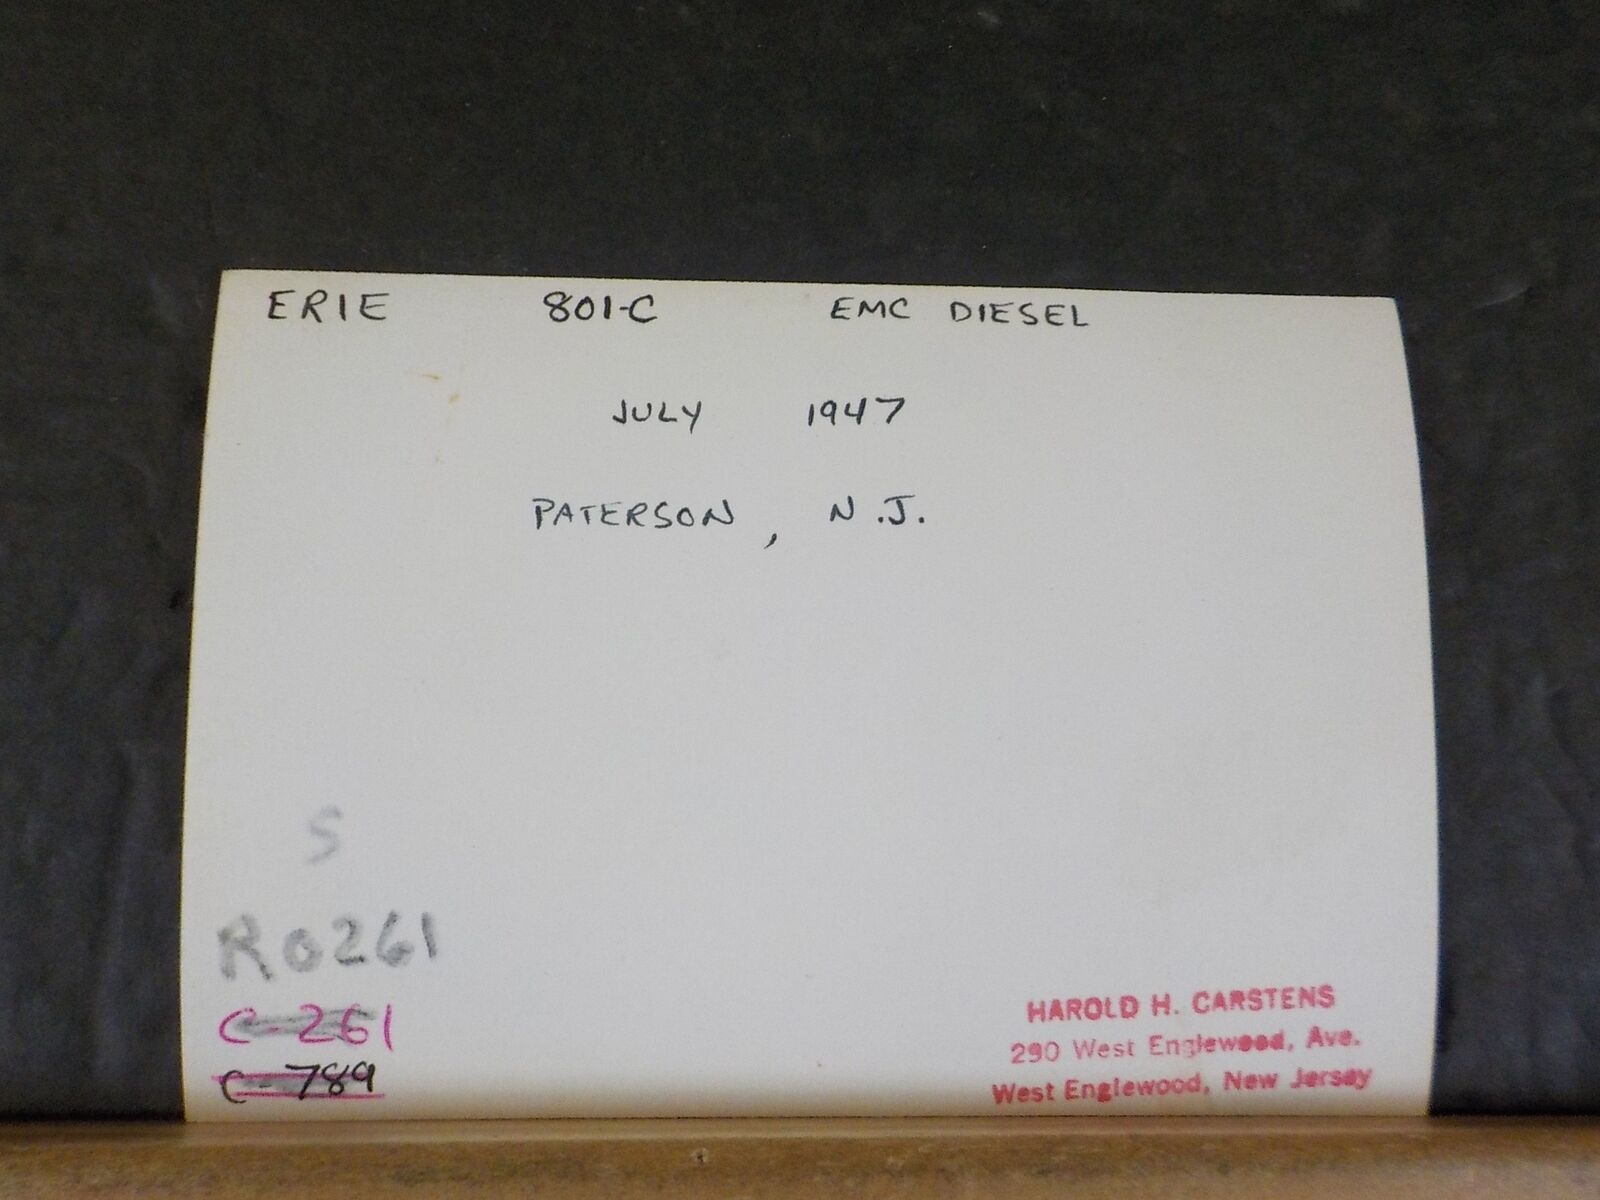 ERIE 801-C EMC DIESEL
JULY 1947
PATERSON, N.J.
S
R0261
C-261
C-789
HAROLD H. CARSTENS
290 West Englewood, Ave.
West Englewood, New Jersey